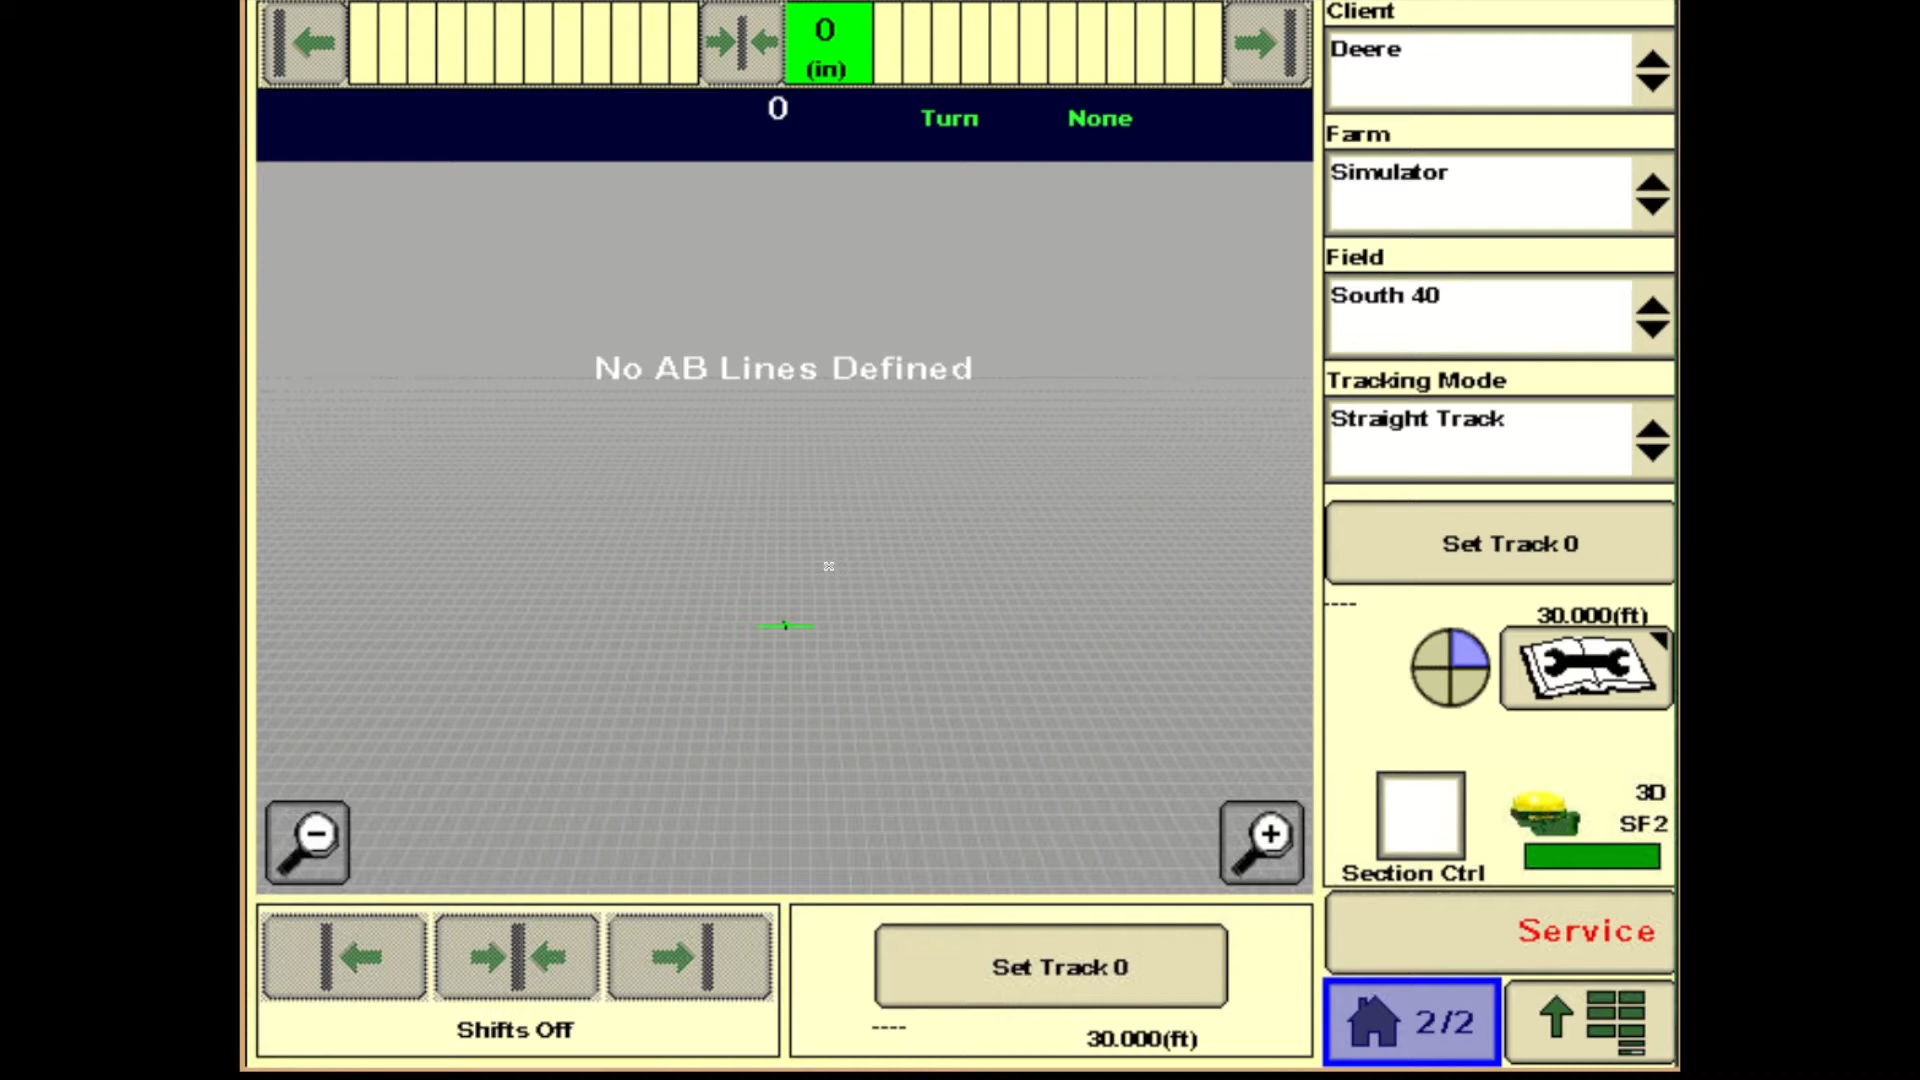 0
(in)
0 Turn None
No AB Lines Defined
Shifts Off
Set Track 0
----
30.000(ft)
Client
Deere
Farm
Simulator
Field
South 40
Tracking Mode
Straight Track
Set Track 0
----
30.000(ft)
3D
SF2
Section Ctrl
Service
2/2